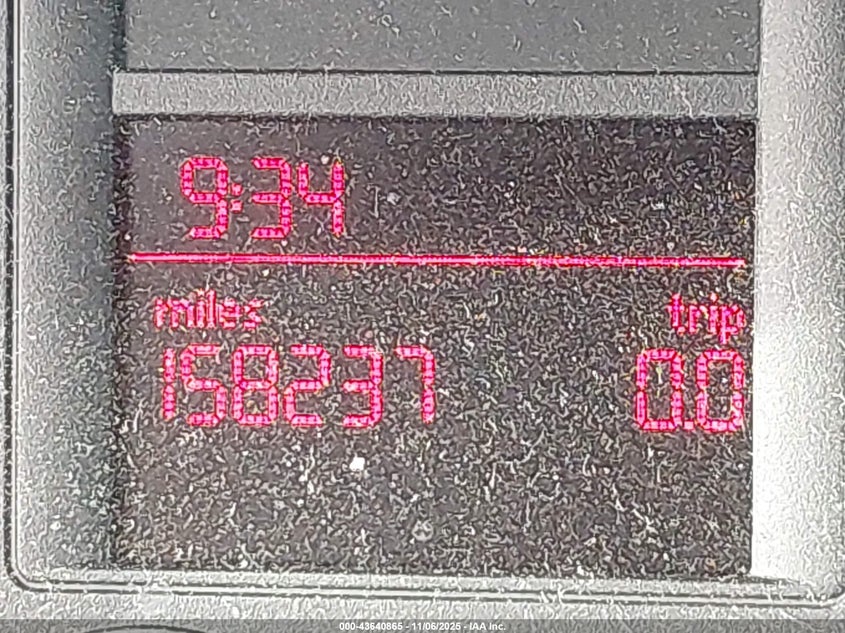 9:34
miles trip
158237 0.0
000-43640865 - 11/06/2025 - IAA Inc.